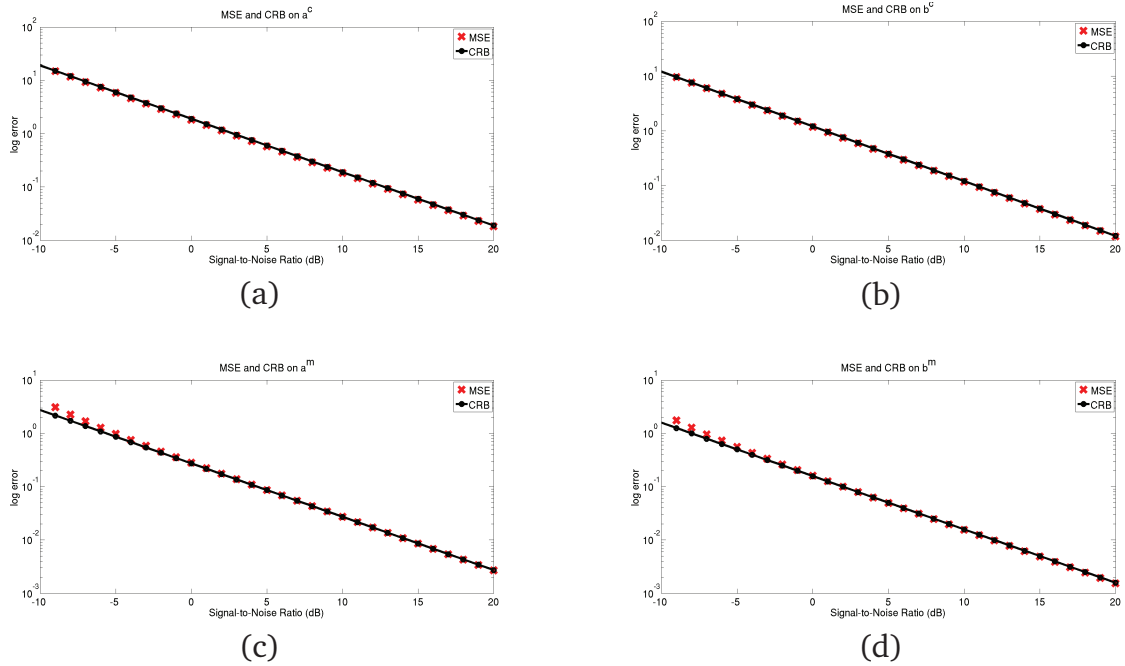 MSE and CRB on a^c
10^2
10^1
10^0
10^-1
10^-2
log error
-10 -5 0 5 10 15 20
Signal-to-Noise Ratio (dB)
MSE
CRB
(a)
MSE and CRB on b^c
10^2
10^1
10^0
10^-1
10^-2
log error
-10 -5 0 5 10 15 20
Signal-to-Noise Ratio (dB)
MSE
CRB
(b)
MSE and CRB on a^m
10^1
10^0
10^-1
10^-2
10^-3
log error
-10 -5 0 5 10 15 20
Signal-to-Noise Ratio (dB)
MSE
CRB
(c)
MSE and CRB on b^m
10^1
10^0
10^-1
10^-2
10^-3
log error
-10 -5 0 5 10 15 20
Signal-to-Noise Ratio (dB)
MSE
CRB
(d)